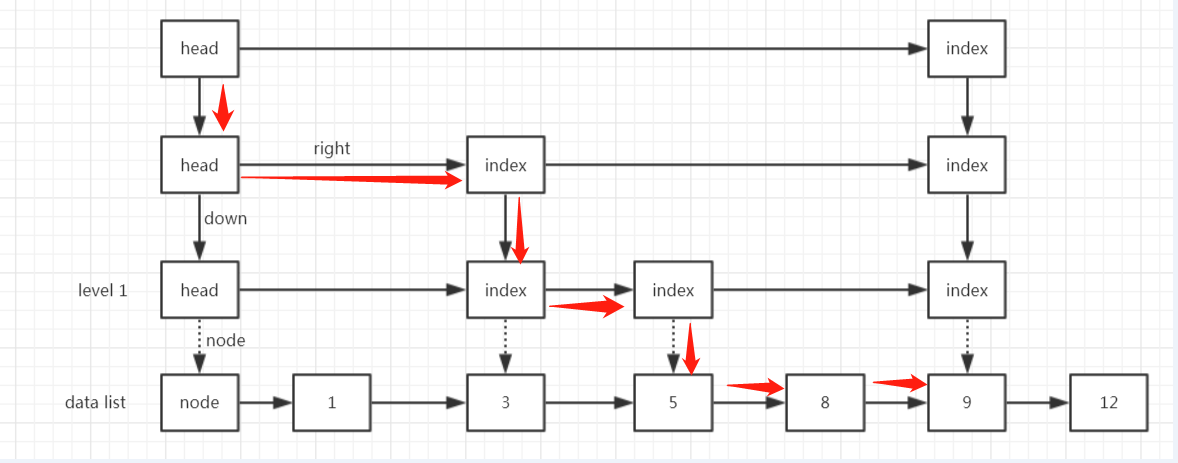 head
index
head
right
index
index
down
level 1
head
index
index
index
node
data list
node
1
3
5
8
9
12